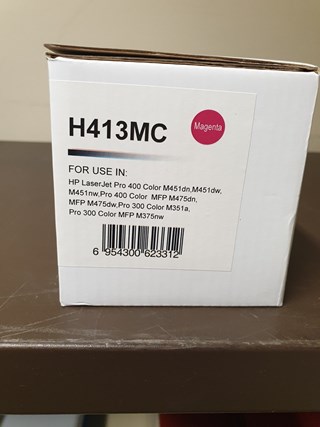 H413MC
Magenta
FOR USE IN:
HP LaserJet Pro 400 Color M451dn,M451dw,
M451nw,Pro 400 Color MFP M475dn,
MFP M475dw,Pro 300 Color M351a,
Pro 300 Color MFP M375nw
6 954300 623312